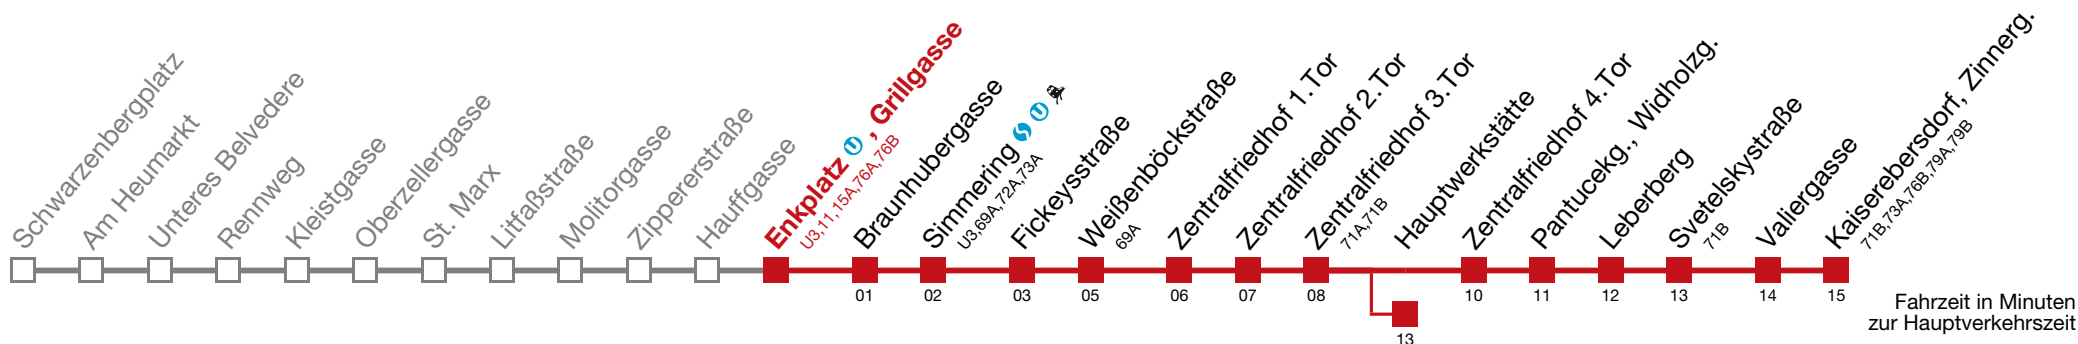 Schwarzenbergplatz
Am Heumarkt
Unteres Belvedere
Rennweg
Kleistgasse
Oberzellergasse
St. Marx
Litfaßstraße
Molitorgasse
Zippererstraße
Hauffgasse
Enkplatz U, Grillgasse
U3,11,15A,76A,76B
Braunhubergasse
01
Simmering S U
U3,69A,72A,73A
02
Fickeysstraße
03
Weißenböckstraße
69A
05
Zentralfriedhof 1.Tor
06
Zentralfriedhof 2.Tor
07
Zentralfriedhof 3.Tor
71A,71B
08
Hauptwerkstätte
13
Zentralfriedhof 4.Tor
10
Pantucekg., Widholzg.
11
Leberberg
12
Svetelskystraße
71B
13
Valiergasse
14
Kaiserebersdorf, Zinnerg.
71B,73A,76B,79A,79B
15
Fahrzeit in Minuten
zur Hauptverkehrszeit